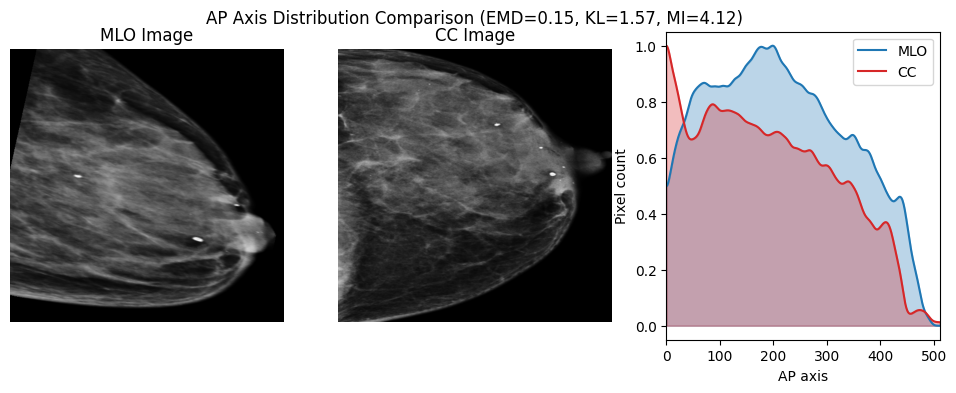 AP Axis Distribution Comparison (EMD=0.15, KL=1.57, MI=4.12)
MLO Image
CC Image
MLO
CC
Pixel count
1.0
0.8
0.6
0.4
0.2
0.0
0 100 200 300 400 500
AP axis